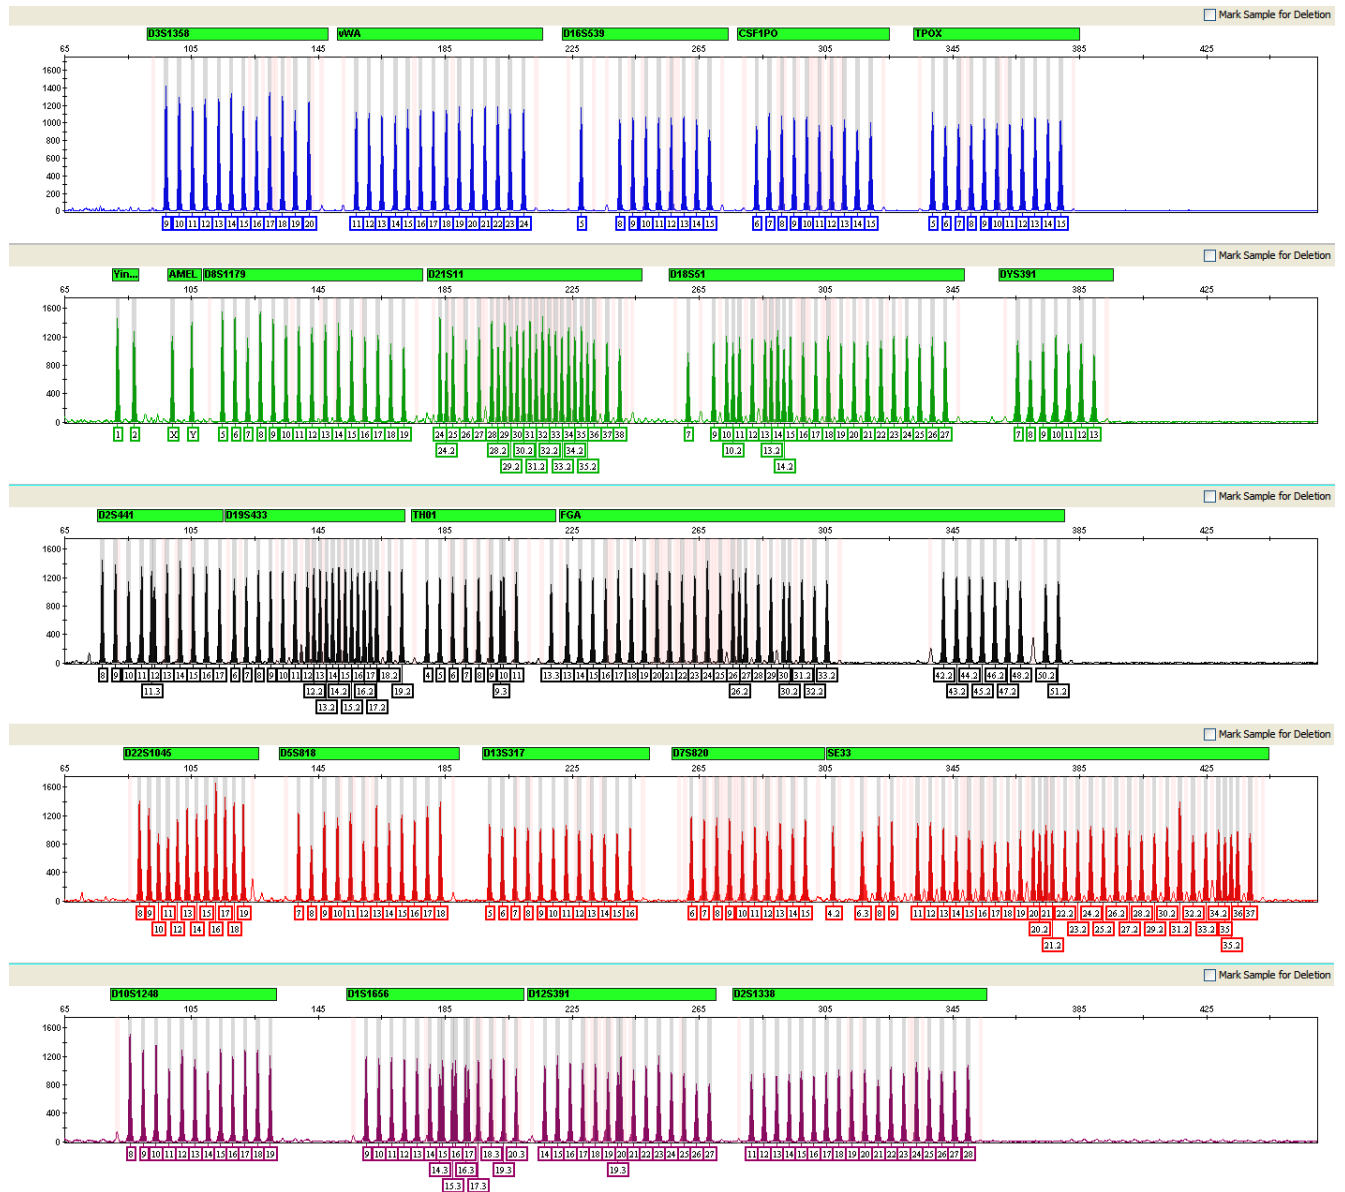 Mark Sample for Deletion
D3S1358 vWA D16S539 CSF1PO TPOX
65 105 145 185 225 265 305 345 385 425
1600
1400
1200
1000
800
600
400
200
0
9 10 11 12 13 14 15 16 17 18 19 20 11 12 13 14 15 16 17 18 19 20 21 22 23 24 5 8 9 10 11 12 13 14 15 6 7 8 9 10 11 12 13 14 15 5 6 7 8 9 10 11 12 13 14 15
Mark Sample for Deletion
Yin... AMEL D8S1179 D21S11 D18S51 DYS391
65 105 145 185 225 265 305 345 385 425
1600
1200
800
400
0
1 2 X Y 5 6 7 8 9 10 11 12 13 14 15 16 17 18 19 24 25 26 27 28 29 30 31 32 33 34 35 36 37 38 7 9 10 11 12 13 14 15 16 17 18 19 20 21 22 23 24 25 26 27 7 8 9 10 11 12 13
24.2 28.2 30.2 32.2 34.2 10.2 13.2
29.2 31.2 33.2 35.2 14.2
Mark Sample for Deletion
D2S441 D19S433 TH01 FGA
65 105 145 185 225 265 305 345 385 425
1600
1200
800
400
0
8 9 10 11 12 13 14 15 16 17 6 7 8 9 10 11 12 13 14 15 16 17 18.2 4 5 6 7 8 9 10 11 13.3 13 14 15 16 17 18 19 20 21 22 23 24 25 26 27 28 29 30 31.2 33.2 42.2 44.2 46.2 48.2 50.2
11.3 12.2 14.2 16.2 19.2 9.3 26.2 30.2 32.2 43.2 45.2 47.2 51.2
13.2 15.2 17.2
Mark Sample for Deletion
D22S1045 D5S818 D13S317 D7S820 SE33
65 105 145 185 225 265 305 345 385 425
1600
1200
800
400
0
8 9 11 13 15 17 19 7 8 9 10 11 12 13 14 15 16 17 18 5 6 7 8 9 10 11 12 13 14 15 16 6 7 8 9 10 11 12 13 14 15 4.2 6.3 8 9 11 12 13 14 15 16 17 18 19 20 21 22.2 24.2 26.2 28.2 30.2 32.2 34.2 36 37
10 12 14 16 18 20.2 23.2 25.2 27.2 29.2 31.2 33.2 35
21.2 35.2
Mark Sample for Deletion
D10S1248 D1S1656 D12S391 D2S1338
65 105 145 185 225 265 305 345 385 425
1600
1200
800
400
0
8 9 10 11 12 13 14 15 16 17 18 19 9 10 11 12 13 14 15 16 17 18.3 20.3 14 15 16 17 18 19 20 21 22 23 24 25 26 27 11 12 13 14 15 16 17 18 19 20 21 22 23 24 25 26 27 28
14.3 16.3 19.3 19.3
15.3 17.3